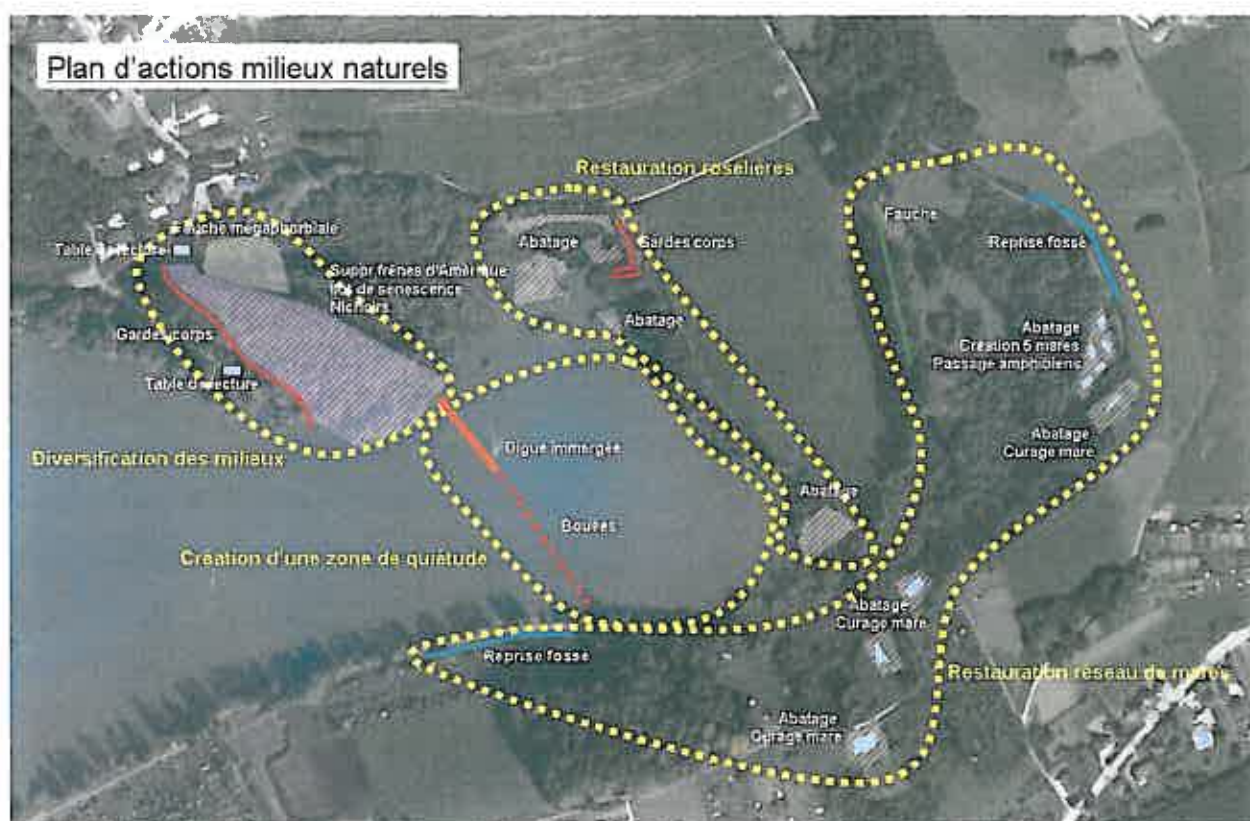 Plan d'actions milieux naturels
Restauration roselières
Fauche mégaphorbiaie
Table de lecture
Abatage
Gardes corps
Fauche
Reprise fossé
Suppr frênes d'Amérique
Ilot de senescence
Nichoirs
Abatage
Abatage
Création 5 mares
Passage amphibiens
Gardes corps
Table de lecture
Abatage
Curage mare
Diversification des milieux
Digue immergée
Abatage
Bouées
Création d'une zone de quiétude
Abatage
Curage mare
Reprise fossé
Restauration réseau de mares
Abatage
Curage mare